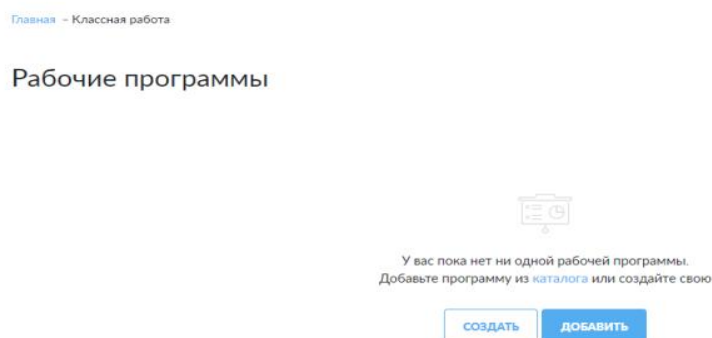 Главная – Классная работа
Рабочие программы
У вас пока нет ни одной рабочей программы.
Добавьте программу из каталога или создайте свою
СОЗДАТЬ ДОБАВИТЬ